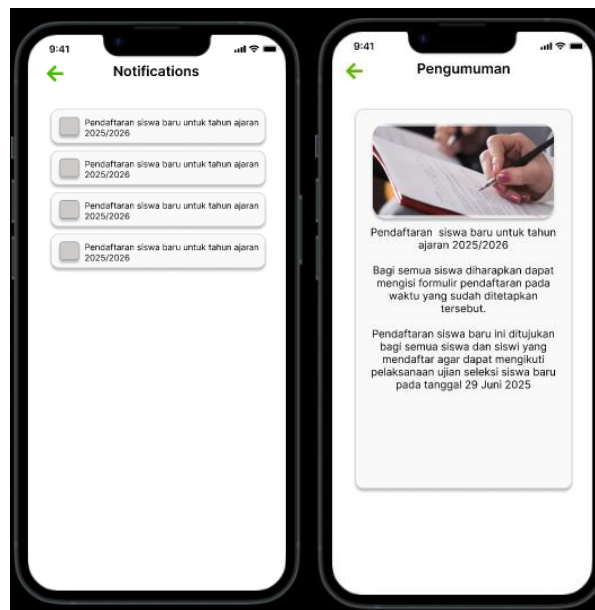 9:41
Notifications
Pendaftaran siswa baru untuk tahun ajaran
2025/2026
Pendaftaran siswa baru untuk tahun ajaran
2025/2026
Pendaftaran siswa baru untuk tahun ajaran
2025/2026
Pendaftaran siswa baru untuk tahun ajaran
2025/2026
9:41
Pengumuman
Pendaftaran siswa baru untuk tahun
ajaran 2025/2026
Bagi semua siswa diharapkan dapat
mengisi formulir pendaftaran pada
waktu yang sudah ditetapkan
tersebut.
Pendaftaran siswa baru ini ditujukan
bagi semua siswa dan siswi yang
mendaftar agar dapat mengikuti
pelaksanaan ujian seleksi siswa baru
pada tanggal 29 Juni 2025